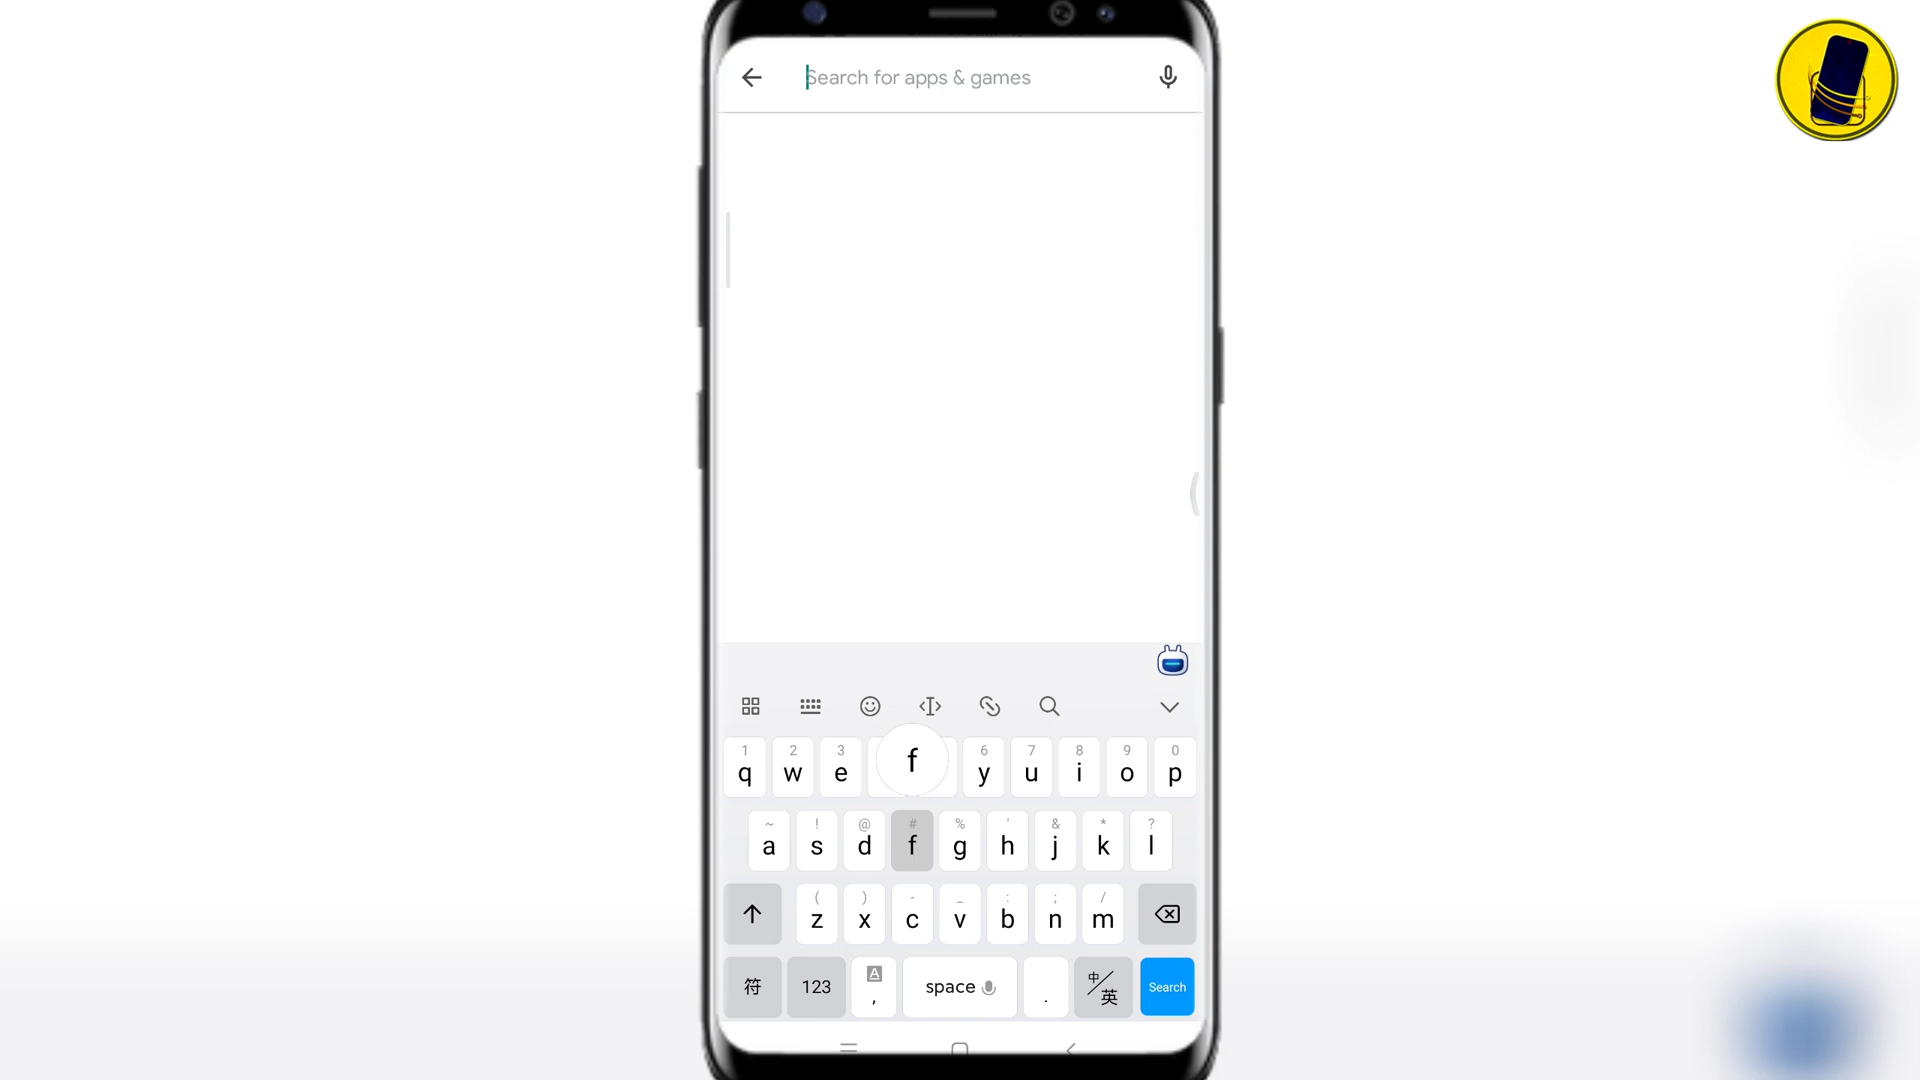 Search for apps & games
f
1 2 3 6 7 8 9 0
q w e y u i o p
~ ! @ # % ' & * ?
a s d f g h j k l
( ) - _ : ; /
z x c v b n m
符 123 A , space . 中/英 Search